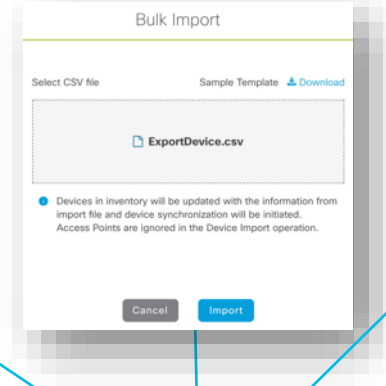 Bulk Import
Select CSV file Sample Template Download
ExportDevice.csv
Devices in inventory will be updated with the information from
import file and device synchronization will be initiated.
Access Points are ignored in the Device Import operation.
Cancel Import